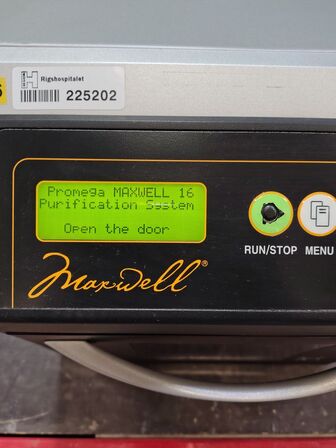 Rigshospitalet
225202
Promega MAXWELL 16
Purification System
Open the door
RUN/STOP MENU
Maxwell®